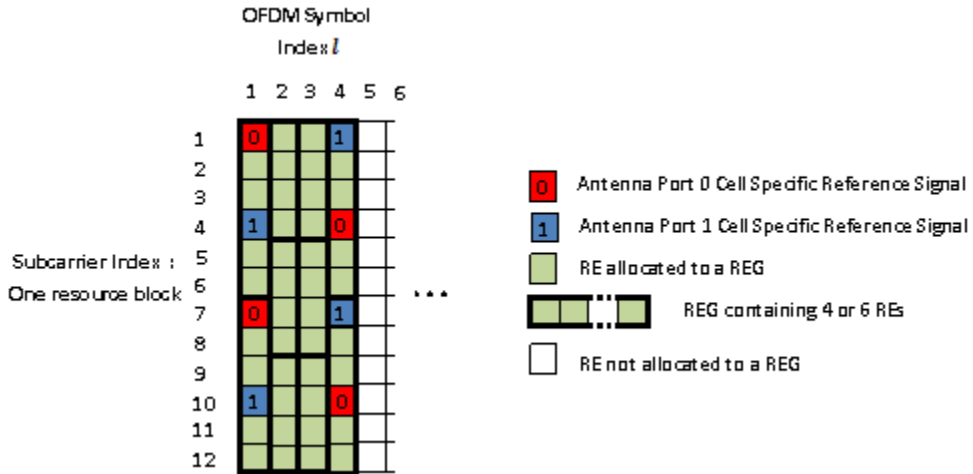 OFDM Symbol
Index l
1 2 3 4 5 6
1 0 1
2
3
4 1 0
5
Subcarrier Index :
6
One resource block
7 0 1
8
9
10 1 0
11
12
...
0 Antenna Port 0 Cell Specific Reference Signal
1 Antenna Port 1 Cell Specific Reference Signal
RE allocated to a REG
REG containing 4 or 6 REs
RE not allocated to a REG